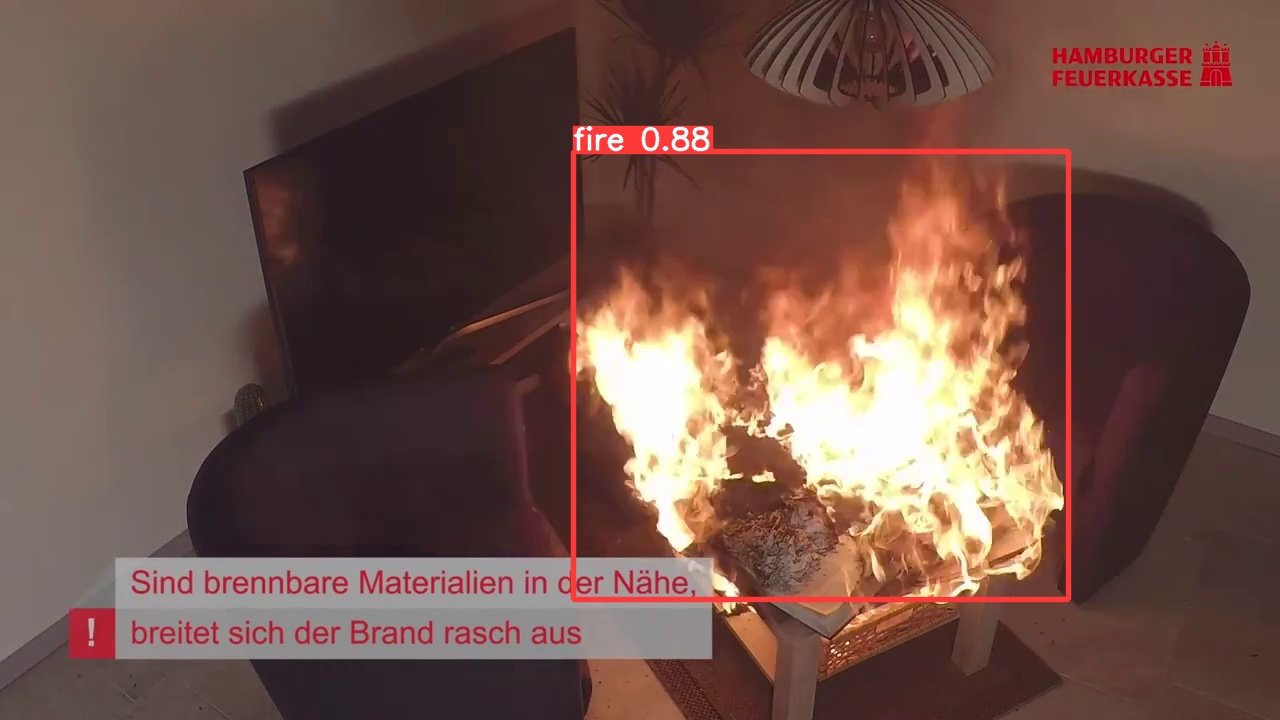 HAMBURGER
FEUERKASSE
fire 0.88
Sind brennbare Materialien in der Nähe,
! breitet sich der Brand rasch aus